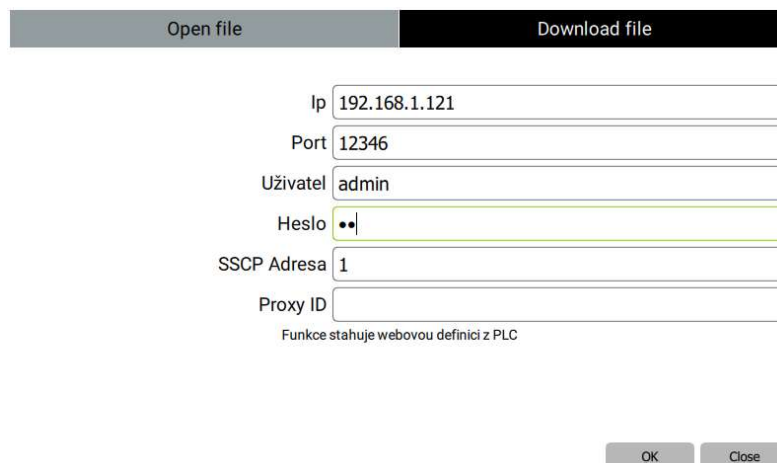 Open file Download file
Ip 192.168.1.121
Port 12346
Uživatel admin
Heslo ••
SSCP Adresa 1
Proxy ID
Funkce stahuje webovou definici z PLC
OK Close